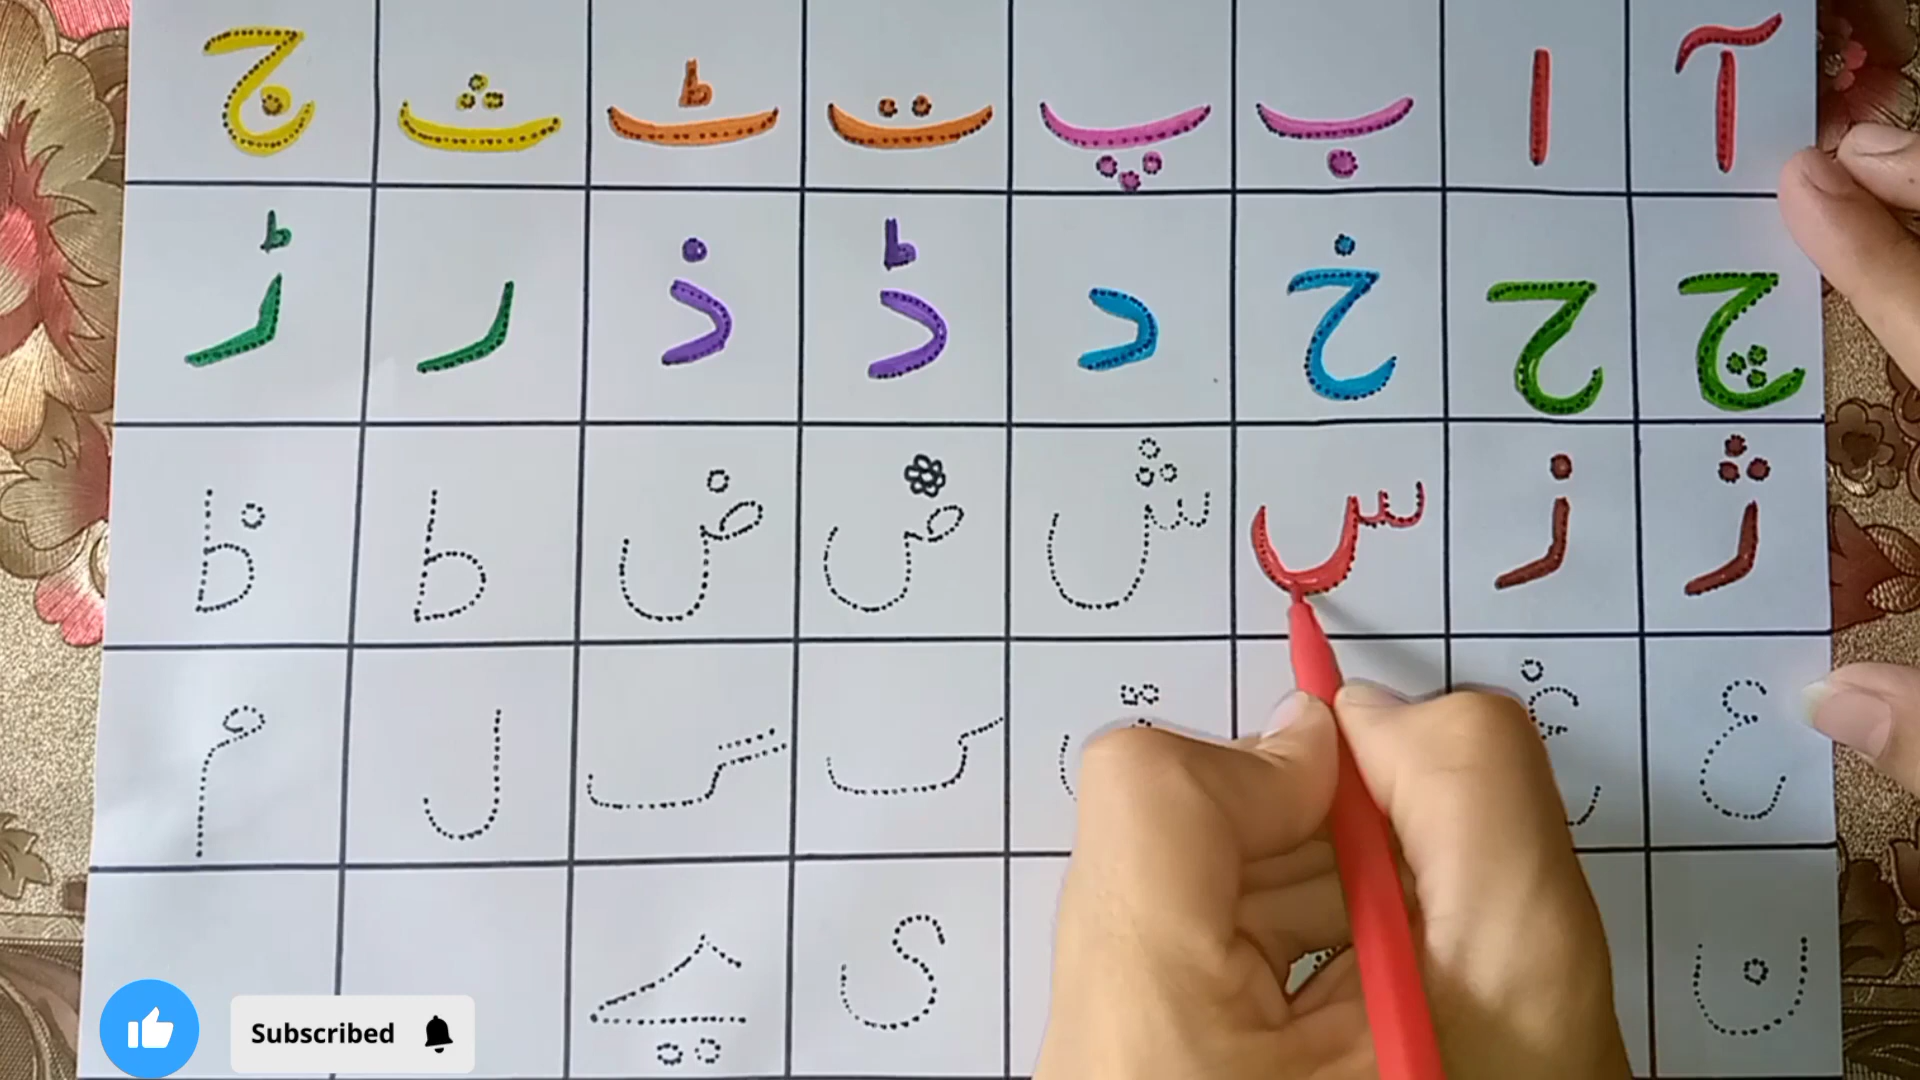 آ ا ب پ ت ٹ ث ج
چ ح خ د ڈ ذ ر ڑ
ژ ز س ش ص ض ط ظ
ع غ ق ک گ ل م
ن ی ے
Subscribed